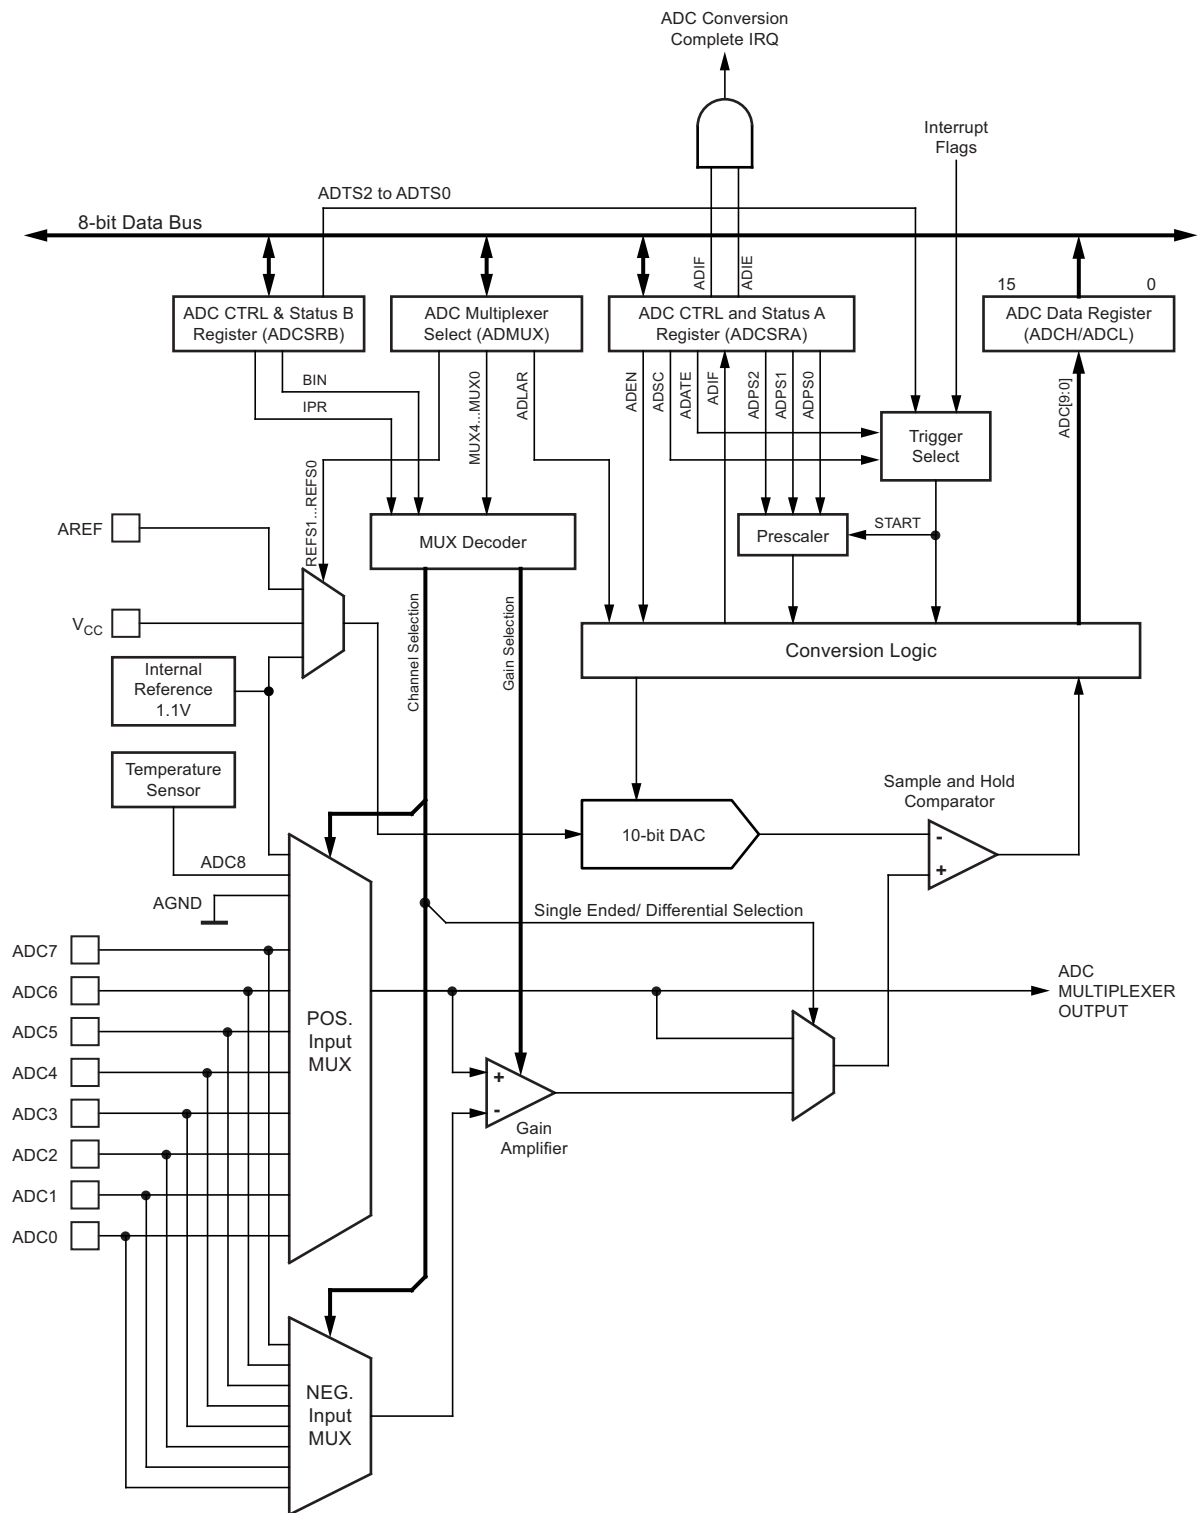 ADC Conversion
Complete IRQ
Interrupt
Flags
ADTS2 to ADTS0
8-bit Data Bus
ADIF
ADIE
15
0
ADC CTRL & Status B
Register (ADCSRB)
ADC Multiplexer
Select (ADMUX)
ADC CTRL and Status A
Register (ADCSRA)
ADC Data Register
(ADCH/ADCL)
BIN
IPR
REFS1...REFS0
MUX4...MUX0
ADLAR
ADEN
ADSC
ADATE
ADIF
ADPS2
ADPS1
ADPS0
ADC[9:0]
Trigger
Select
AREF
MUX Decoder
Prescaler
START
VCC
Conversion Logic
Internal
Reference
1.1V
Channel Selection
Gain Selection
Temperature
Sensor
Sample and Hold
Comparator
10-bit DAC
-
+
ADC8
AGND
Single Ended/ Differential Selection
ADC7
ADC6
ADC5
ADC4
ADC3
ADC2
ADC1
ADC0
POS.
Input
MUX
ADC
MULTIPLEXER
OUTPUT
+
-
Gain
Amplifier
NEG.
Input
MUX